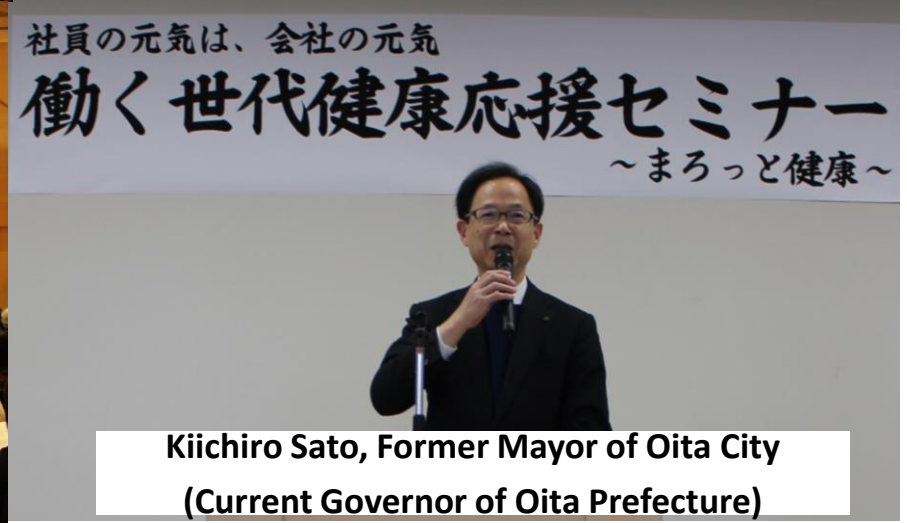 社員の元気は、会社の元気
働く世代健康応援セミナー
～まろっと健康～
Kiichiro Sato, Former Mayor of Oita City
(Current Governor of Oita Prefecture)